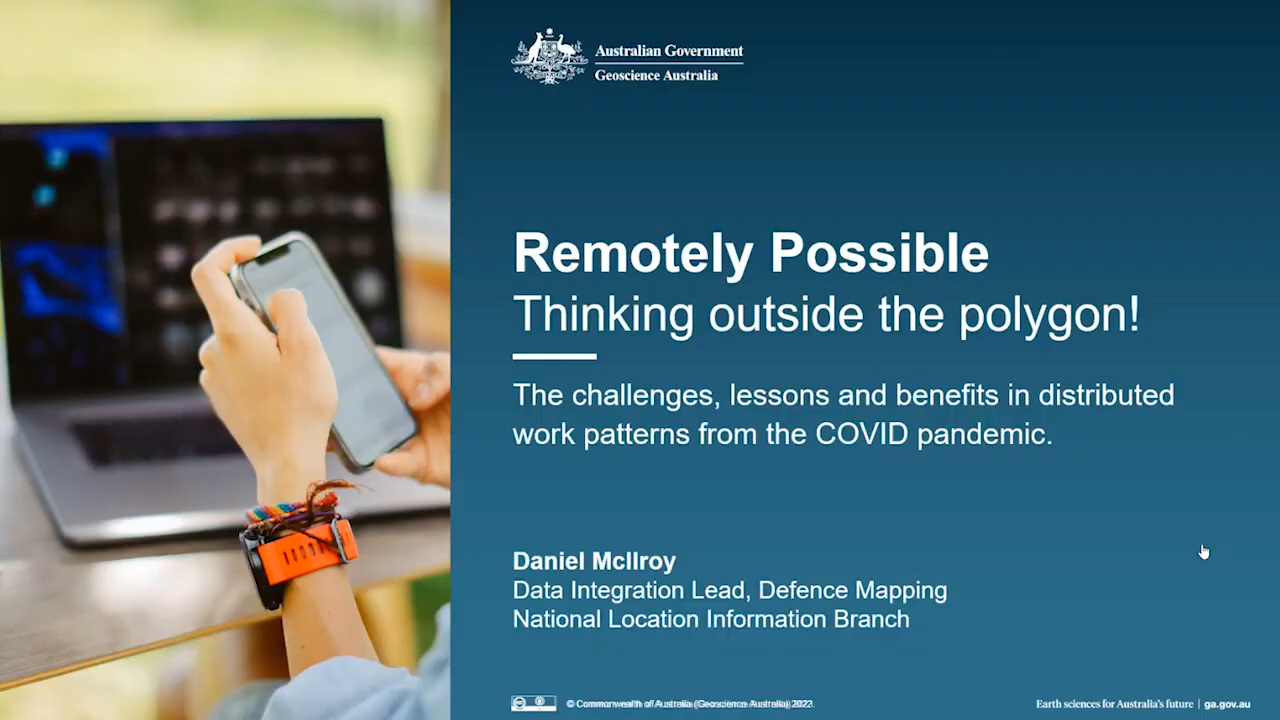 Australian Government
Geoscience Australia
Remotely Possible
Thinking outside the polygon!
The challenges, lessons and benefits in distributed
work patterns from the COVID pandemic.
Daniel McIlroy
Data Integration Lead, Defence Mapping
National Location Information Branch
© Commonwealth of Australia (Geoscience Australia) 2022.
Earth sciences for Australia's future | ga.gov.au